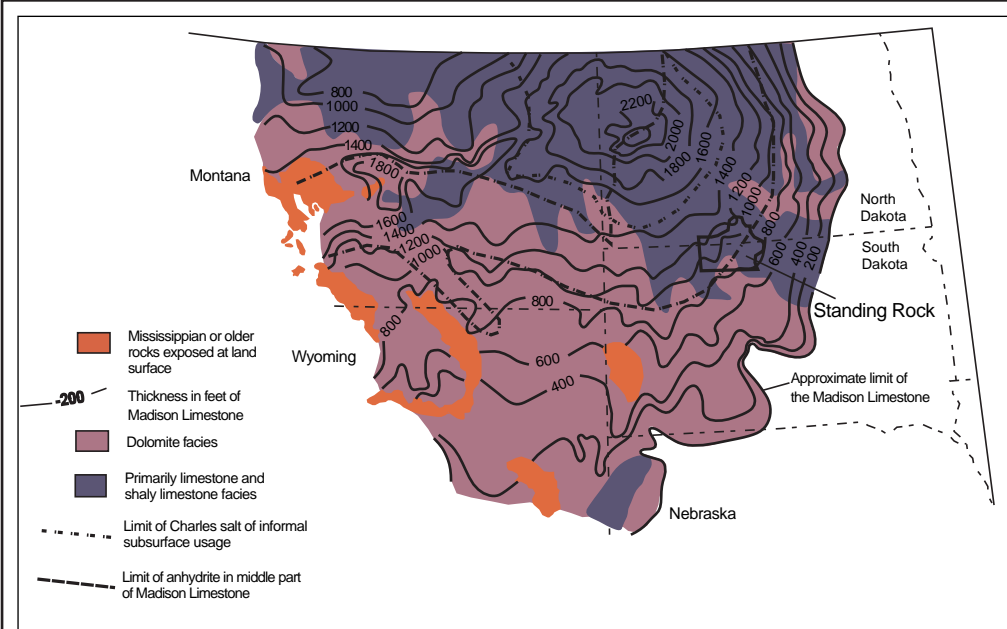 800
1000
1200
1400
1800
2200
2000
1800
1600
1400
1200
1000
800
600
400
200
Montana
North
Dakota
South
Dakota
1600
1400
1200
1000
800
800
600
400
Standing Rock
Wyoming
Approximate limit of
the Madison Limestone
Nebraska
Mississippian or older
rocks exposed at land
surface
-200
Thickness in feet of
Madison Limestone
Dolomite facies
Primarily limestone and
shaly limestone facies
Limit of Charles salt of informal
subsurface usage
Limit of anhydrite in middle part
of Madison Limestone